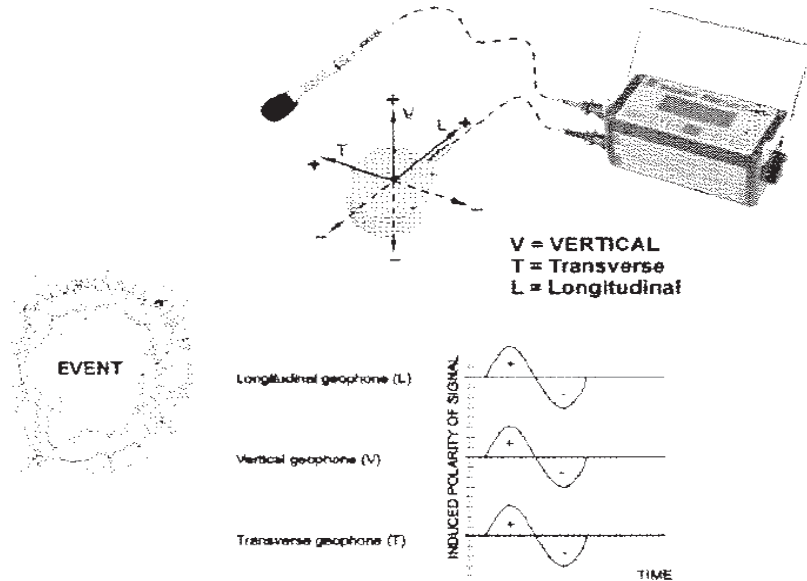 +
V
L
+
T
+
-
-
-
V = VERTICAL
T = Transverse
L = Longitudinal
EVENT
Longitudinal geophone (L)
+
-
Vertical geophone (V)
+
-
Transverse geophone (T)
+
-
INDUCED POLARITY OF SIGNAL
TIME